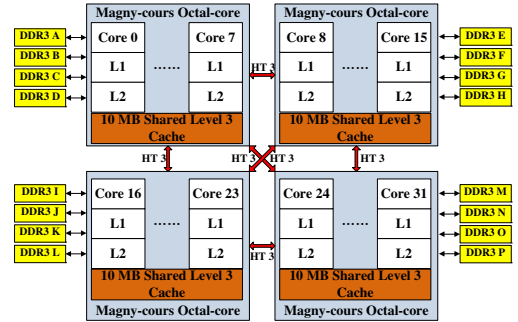 Magny-cours Octal-core
Magny-cours Octal-core
DDR3 A
DDR3 B
DDR3 C
DDR3 D
Core 0
Core 7
L1
......
L1
L2
L2
10 MB Shared Level 3
Cache
HT 3
Core 8
Core 15
L1
......
L1
L2
L2
10 MB Shared Level 3
Cache
DDR3 E
DDR3 F
DDR3 G
DDR3 H
HT 3
HT 3
HT 3
HT 3
DDR3 I
DDR3 J
DDR3 K
DDR3 L
Core 16
Core 23
L1
......
L1
L2
L2
10 MB Shared Level 3
Cache
HT 3
Core 24
Core 31
L1
......
L1
L2
L2
10 MB Shared Level 3
Cache
DDR3 M
DDR3 N
DDR3 O
DDR3 P
Magny-cours Octal-core
Magny-cours Octal-core